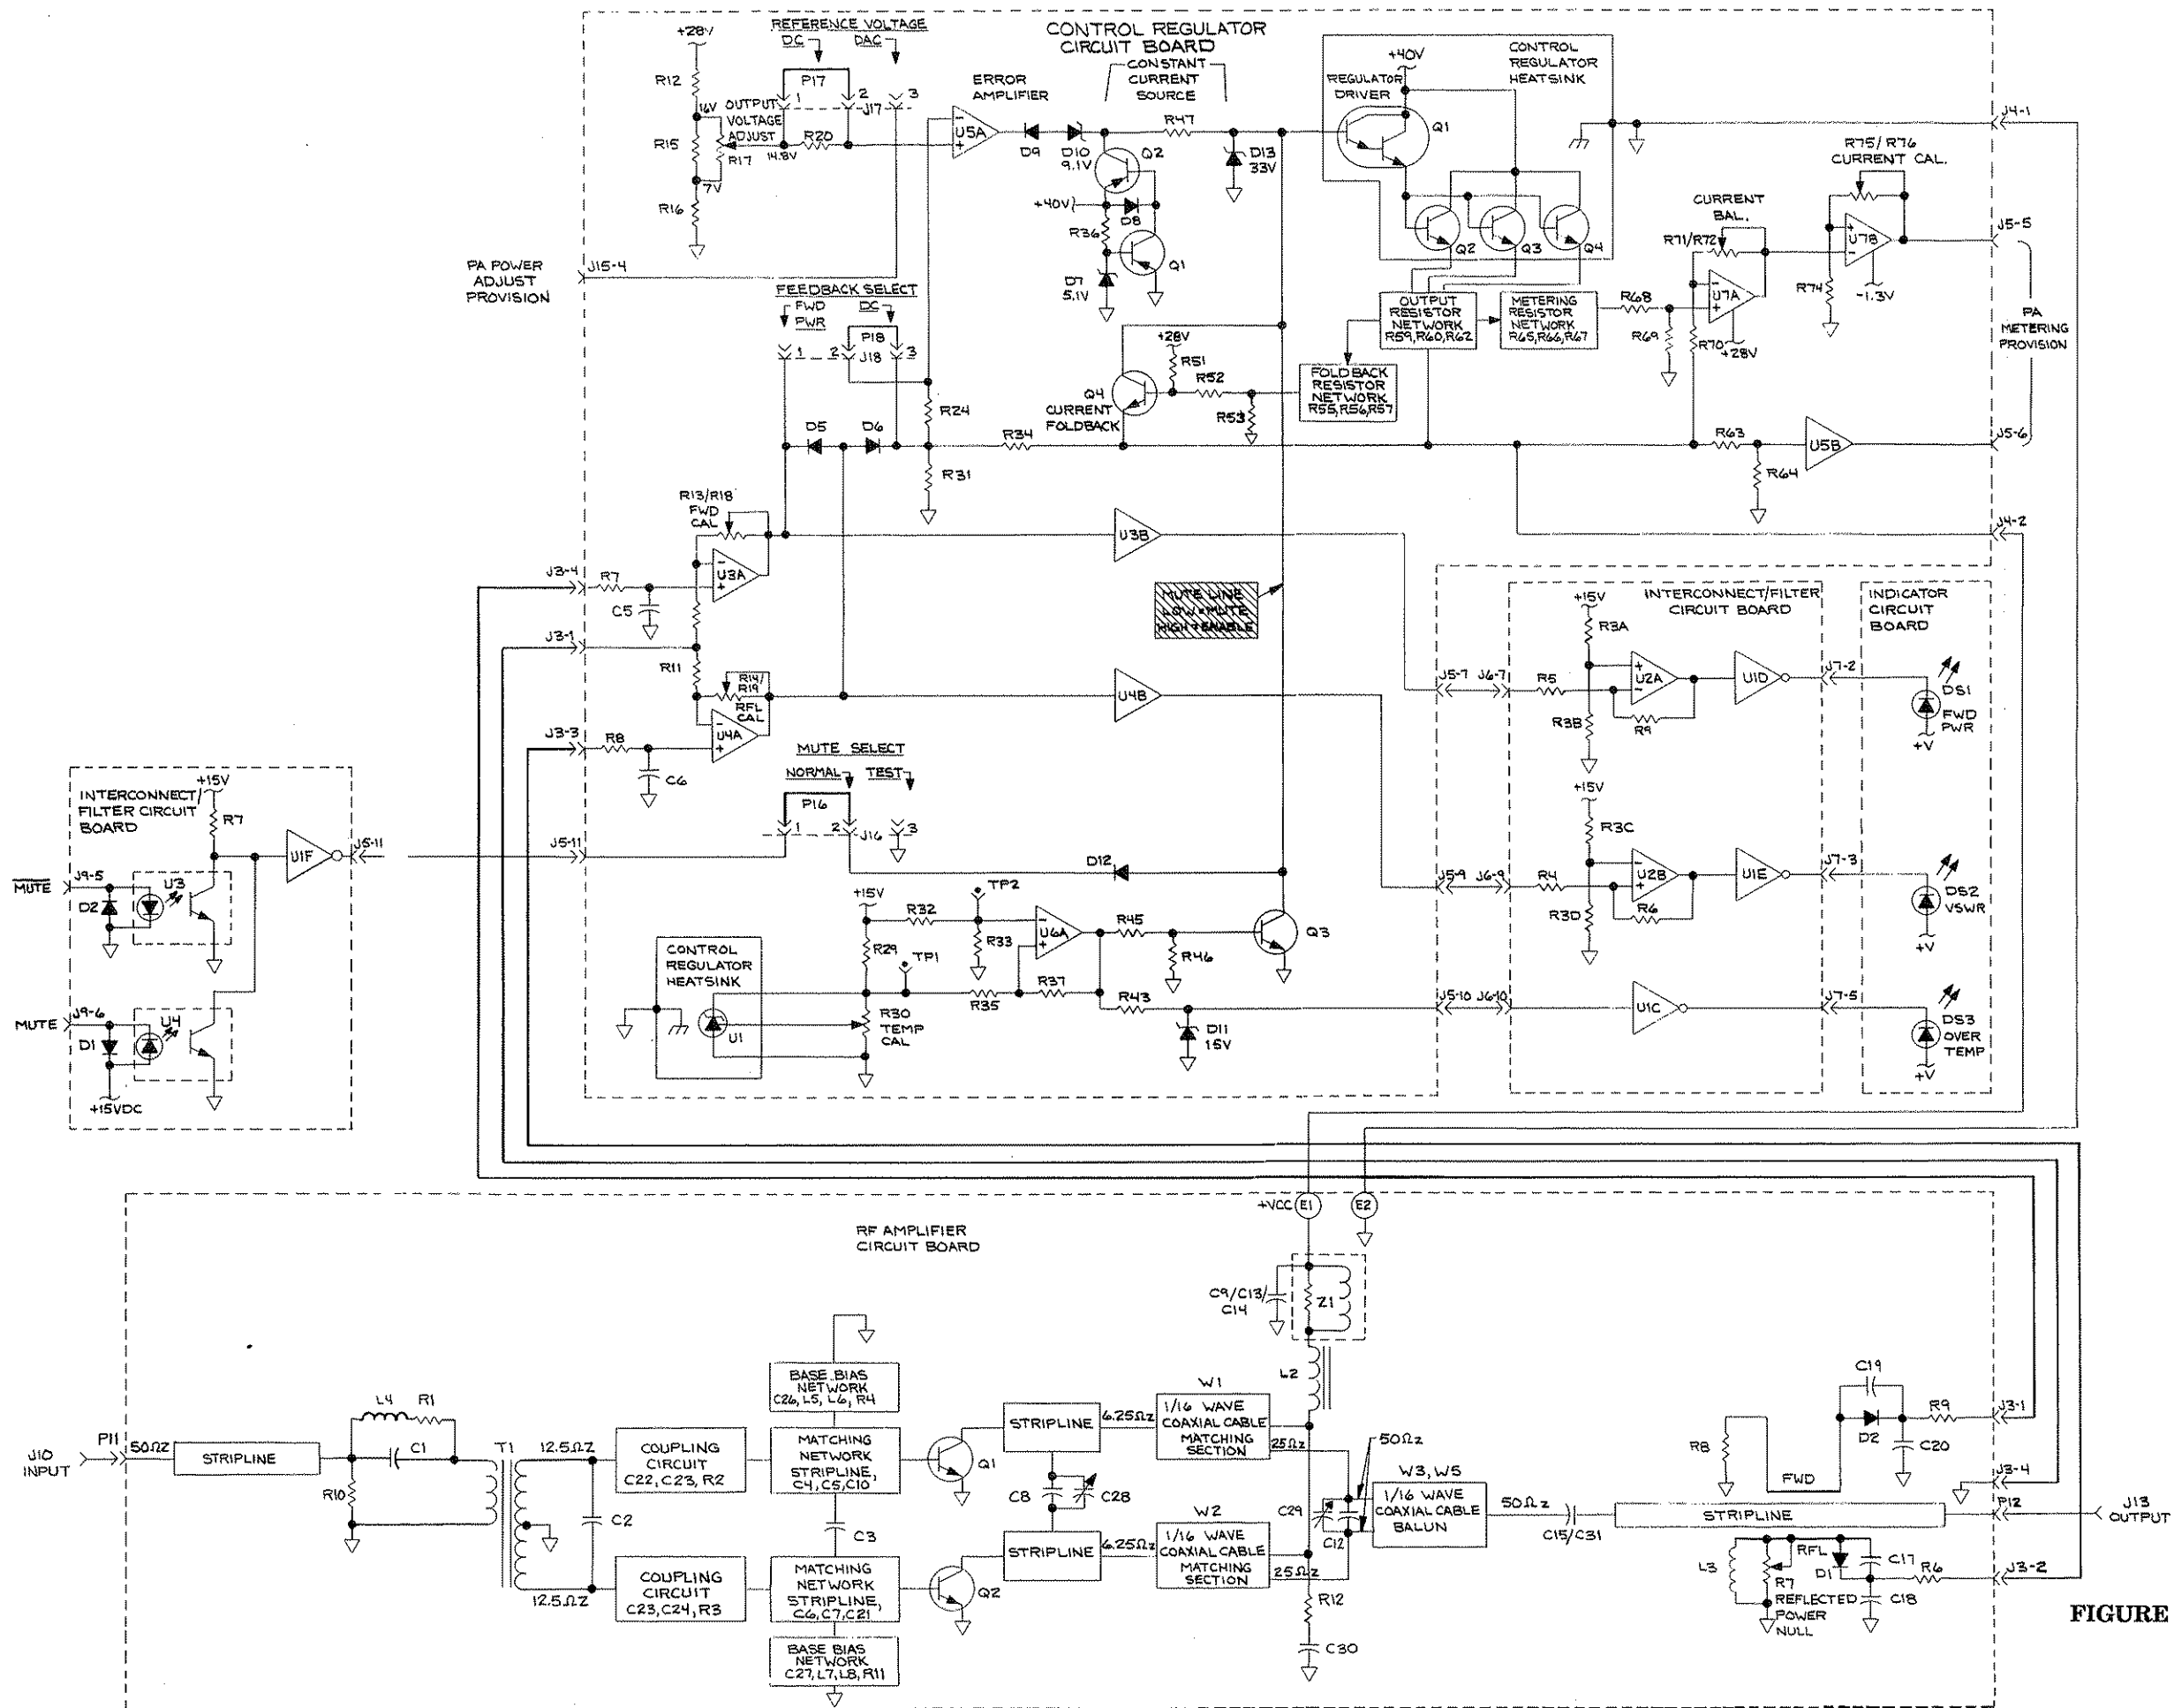 REFERENCE VOLTAGE
DC
DAC
CONTROL REGULATOR
CIRCUIT BOARD
CONSTANT
CURRENT
SOURCE
+28V
R12
16V
R15
R17
7V
R16
OUTPUT
VOLTAGE
ADJUST
P17
1
2
3
J17
14.8V
R20
ERROR
AMPLIFIER
U5A
D9
D10
9.1V
R47
Q2
+40V
D8
R36
Q1
D7
5.1V
D13
33V
+40V
REGULATOR
DRIVER
Q1
CONTROL
REGULATOR
HEATSINK
Q2
Q3
Q4
J4-1
R75/R76
CURRENT CAL.
CURRENT
BAL.
R71/R72
U7B
R74
-1.3V
U7A
+28V
R68
R69
R70
J5-5
PA
METERING
PROVISION
J5-6
PA POWER
ADJUST
PROVISION
J15-4
FEEDBACK SELECT
FWD
PWR
DC
P18
1
2
J18
3
OUTPUT
RESISTOR
NETWORK
R59,R60,R62
METERING
RESISTOR
NETWORK
R65,R66,R67
FOLDBACK
RESISTOR
NETWORK
R55,R56,R57
+28V
R51
R52
R53
Q4
CURRENT
FOLDBACK
R24
D5
D6
R34
R31
R63
R64
U5B
R13/R18
FWD
CAL
U3A
U3B
J4-2
J3-4
R7
C5
J3-1
R11
R14/
R19
RFL
CAL
U4A
U4B
J3-3
R8
C6
MUTE LINE
LOW=MUTE
HIGH=ENABLE
INTERCONNECT/FILTER
CIRCUIT BOARD
INDICATOR
CIRCUIT
BOARD
+15V
R3A
J5-7
J6-7
R5
U2A
R9
R3B
U1D
J7-2
DS1
FWD
PWR
+V
+15V
R3C
J5-9
J6-9
R4
U2B
R6
R3D
U1E
J7-3
DS2
VSWR
+V
J5-10
J6-10
U1C
J7-5
DS3
OVER
TEMP
+V
MUTE SELECT
NORMAL
TEST
P16
1
2
J16
3
J5-11
D12
INTERCONNECT/
FILTER CIRCUIT
BOARD
+15V
R7
U1F
J5-11
MUTE
J9-5
D2
U3
MUTE
J9-6
D1
U4
+15VDC
CONTROL
REGULATOR
HEATSINK
U1
+15V
R32
TP2
R33
R29
TP1
R35
R37
U6A
R45
R46
Q3
R43
D11
15V
R30
TEMP
CAL
+VCC
E1
E2
RF AMPLIFIER
CIRCUIT BOARD
C9/C13/
C14
Z1
L2
J10
INPUT
P11
50ΩZ
STRIPLINE
L4
R1
C1
R10
T1
12.5ΩZ
12.5ΩZ
C2
COUPLING
CIRCUIT
C22, C23, R2
COUPLING
CIRCUIT
C23, C24, R3
BASE BIAS
NETWORK
C26, L5, L6, R4
MATCHING
NETWORK
STRIPLINE,
C4, C5, C10
C3
MATCHING
NETWORK
STRIPLINE,
C6, C7, C21
BASE BIAS
NETWORK
C27, L7, L8, R11
Q1
Q2
STRIPLINE
C8
C28
STRIPLINE
6.25Ωz
6.25Ωz
W1
1/16 WAVE
COAXIAL CABLE
MATCHING
SECTION
W2
1/16 WAVE
COAXIAL CABLE
MATCHING
SECTION
25Ωz
25Ωz
50Ωz
C29
C12
R12
C30
W3, W5
1/16 WAVE
COAXIAL CABLE
BALUN
50Ωz
C15/C31
STRIPLINE
R8
FWD
C19
D2
R9
C20
J3-1
J3-4
P12
J13
OUTPUT
L3
R7
REFLECTED
POWER
NULL
RFL
D1
C17
C18
R6
J3-2
FIGURE